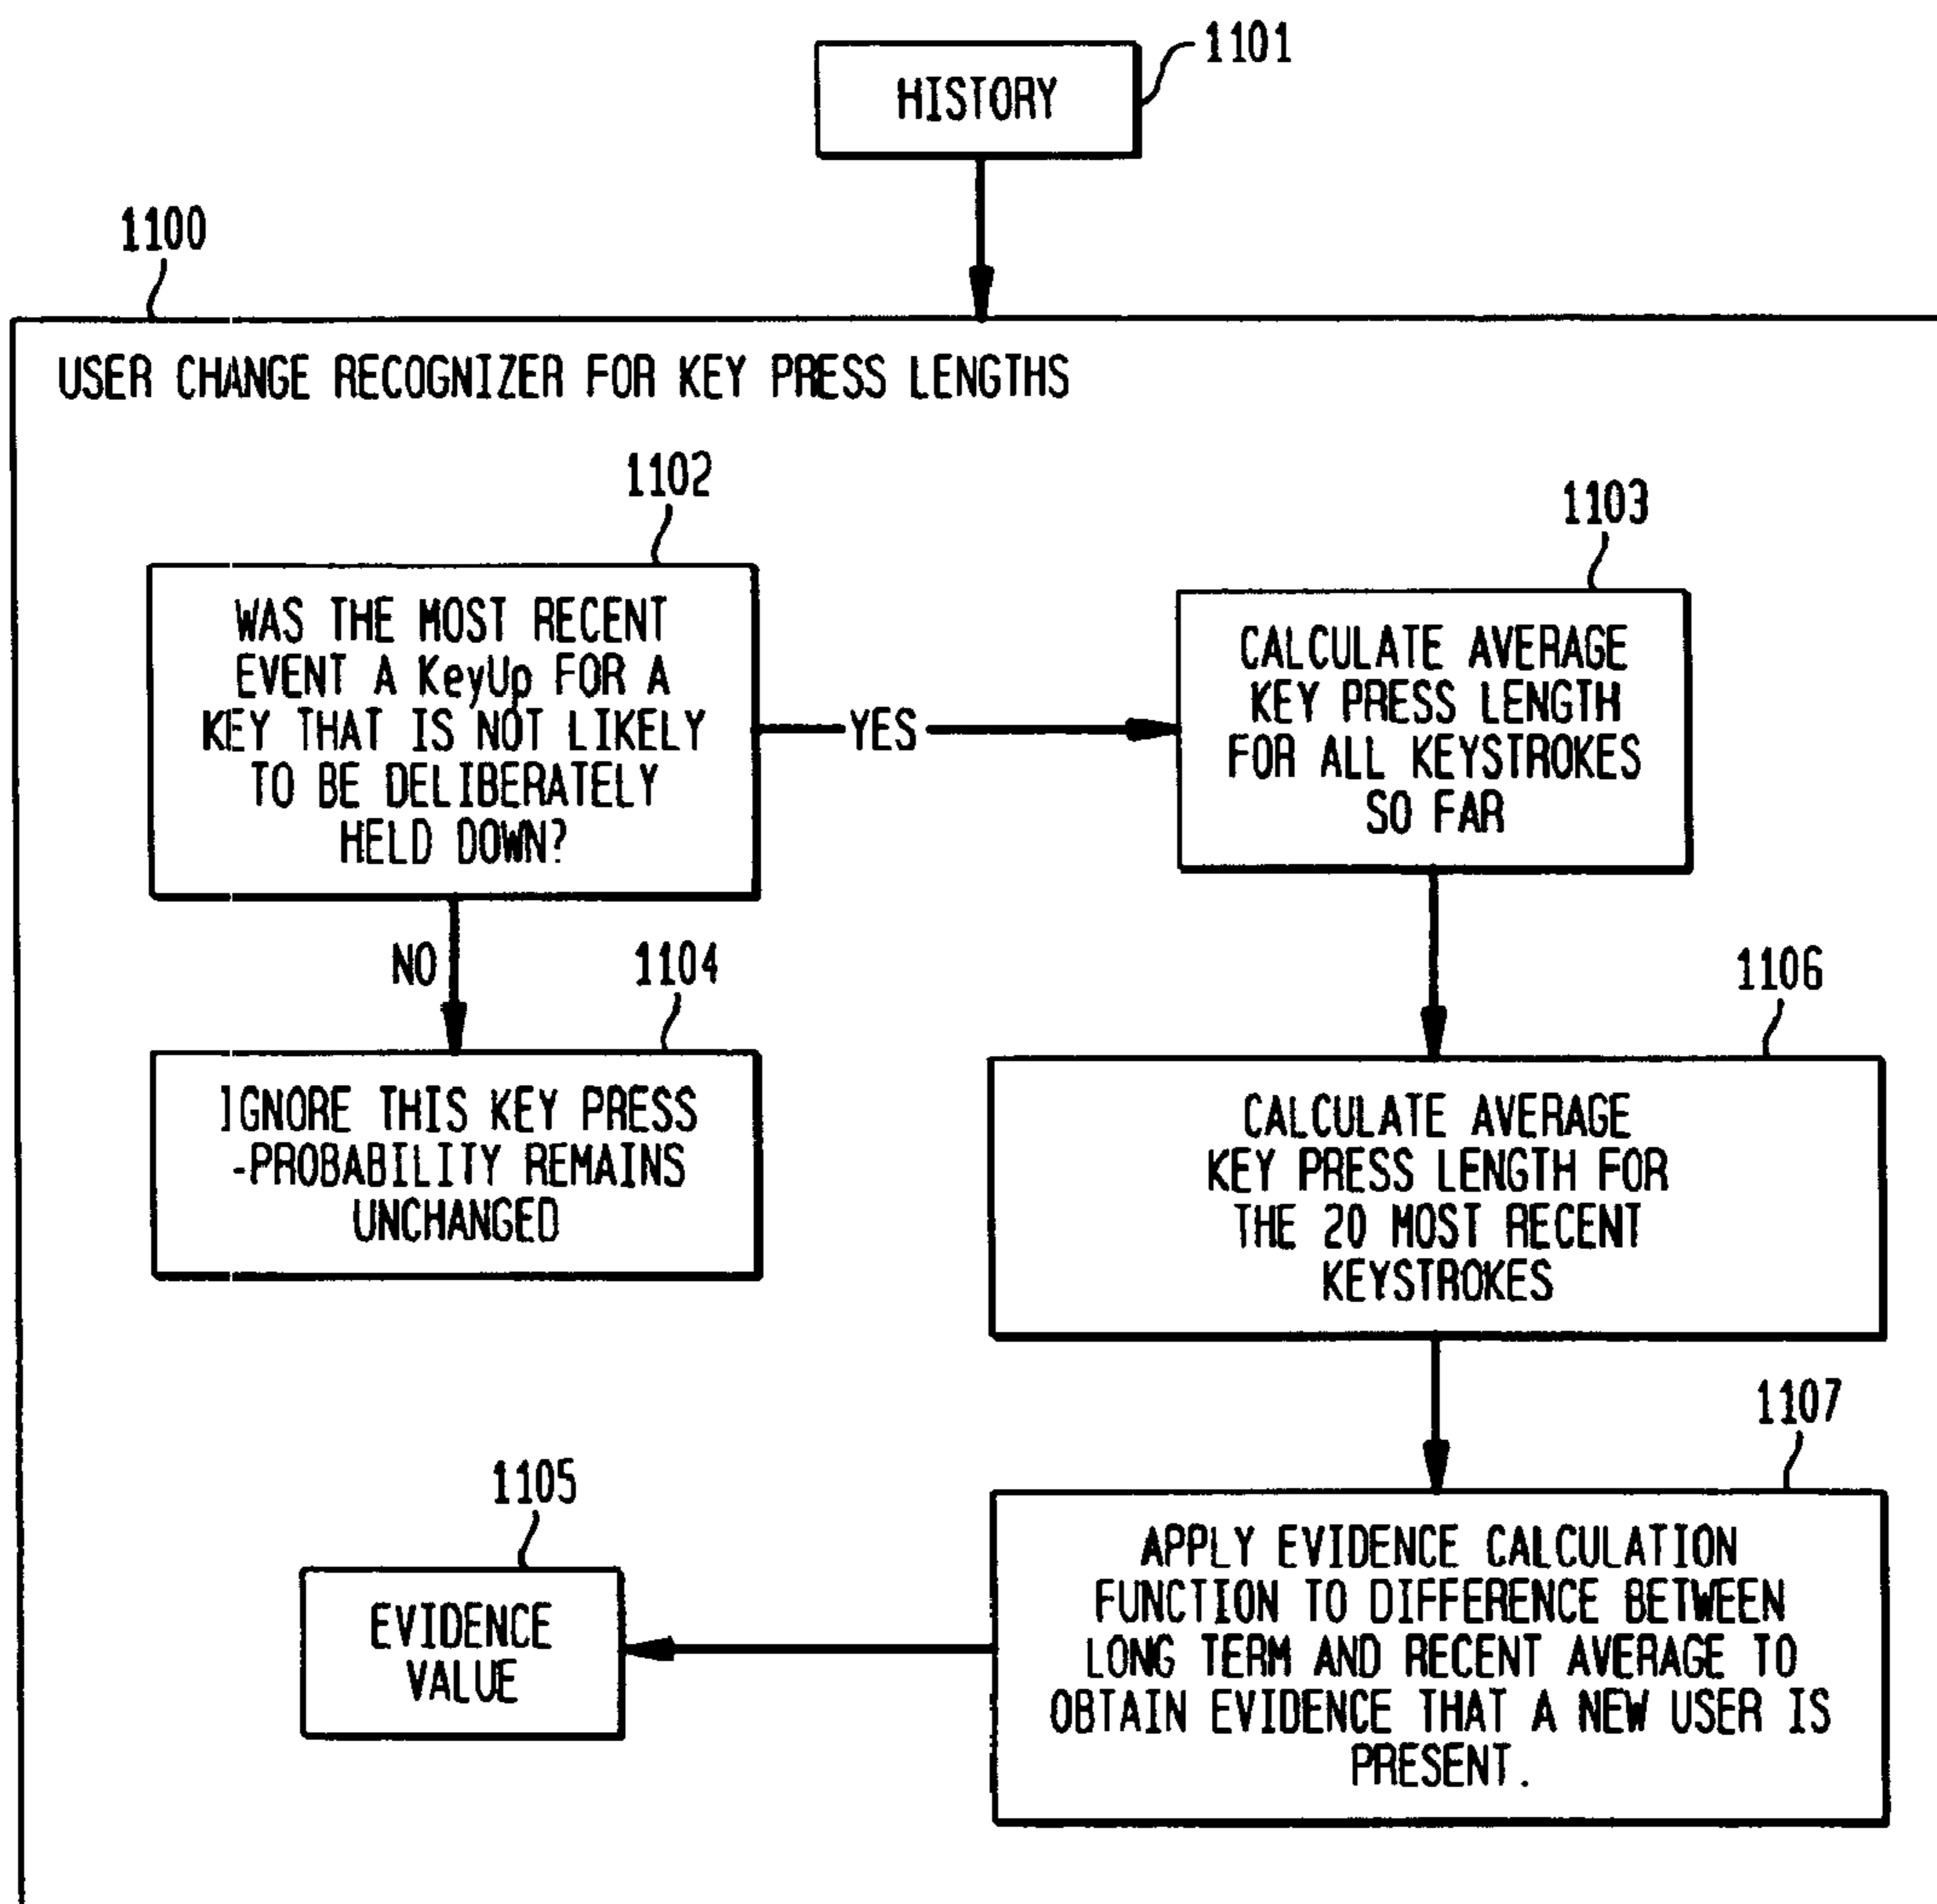 1101
HISTORY
1100
USER CHANGE RECOGNIZER FOR KEY PRESS LENGTHS
1102
WAS THE MOST RECENT
EVENT A KeyUp FOR A
KEY THAT IS NOT LIKELY
TO BE DELIBERATELY
HELD DOWN?
YES
1103
CALCULATE AVERAGE
KEY PRESS LENGTH
FOR ALL KEYSTROKES
SO FAR
NO
1104
IGNORE THIS KEY PRESS
-PROBABILITY REMAINS
UNCHANGED
1106
CALCULATE AVERAGE
KEY PRESS LENGTH FOR
THE 20 MOST RECENT
KEYSTROKES
1105
EVIDENCE
VALUE
1107
APPLY EVIDENCE CALCULATION
FUNCTION TO DIFFERENCE BETWEEN
LONG TERM AND RECENT AVERAGE TO
OBTAIN EVIDENCE THAT A NEW USER IS
PRESENT.